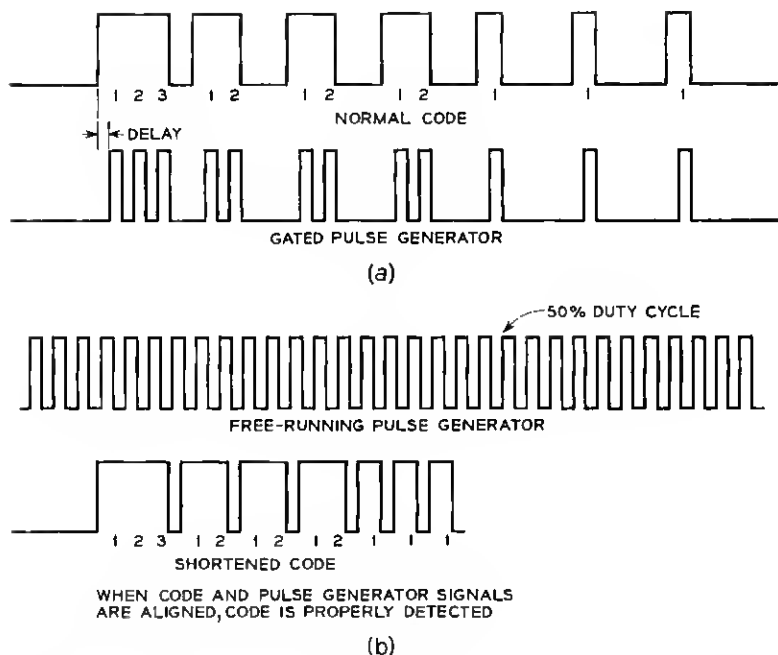 1 2 3 1 2 1 2 1 2 1 1 1
NORMAL CODE
DELAY
GATED PULSE GENERATOR
(a)
50% DUTY CYCLE
FREE-RUNNING PULSE GENERATOR
1 2 3 1 2 1 2 1 2 1 1 1
SHORTENED CODE
WHEN CODE AND PULSE GENERATOR SIGNALS
ARE ALIGNED, CODE IS PROPERLY DETECTED
(b)